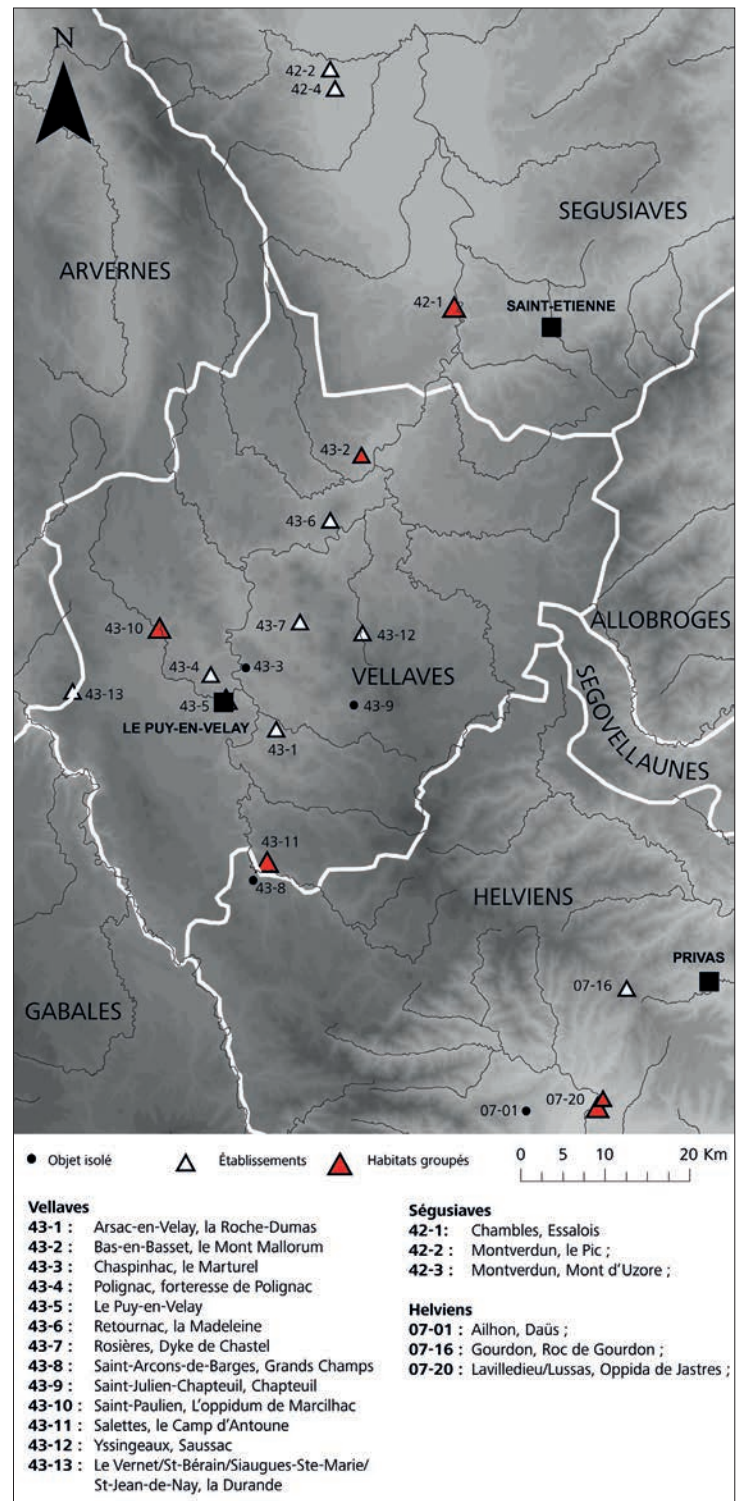 N
42-2
42-4
SEGUSIAVES
ARVERNES
42-1
SAINT-ETIENNE
43-2
43-6
43-7
43-10
43-12
ALLOBROGES
43-4
43-3
VELLAVES
43-13
43-5
43-9
SEGOVELLAUNES
LE PUY-EN-VELAY
43-1
43-11
43-8
HELVIENS
PRIVAS
07-16
GABALES
07-20
07-01
Objet isolé
Établissements
Habitats groupés
0 5 10 20 Km
Vellaves
43-1 : Arsac-en-Velay, la Roche-Dumas
43-2 : Bas-en-Basset, le Mont Mallorum
43-3 : Chaspinhac, le Marturel
43-4 : Polignac, forteresse de Polignac
43-5 : Le Puy-en-Velay
43-6 : Retournac, la Madeleine
43-7 : Rosières, Dyke de Chastel
43-8 : Saint-Arcons-de-Barges, Grands Champs
43-9 : Saint-Julien-Chapteuil, Chapteuil
43-10 : Saint-Paulien, L'oppidum de Marcilhac
43-11 : Salettes, le Camp d'Antoune
43-12 : Yssingeaux, Saussac
43-13 : Le Vernet/St-Bérain/Siaugues-Ste-Marie/
St-Jean-de-Nay, la Durande
Ségusiaves
42-1: Chambles, Essalois
42-2 : Montverdun, le Pic ;
42-3 : Montverdun, Mont d'Uzore ;
Helviens
07-01 : Ailhon, Daüs ;
07-16 : Gourdon, Roc de Gourdon ;
07-20 : Lavilledieu/Lussas, Oppida de Jastres ;